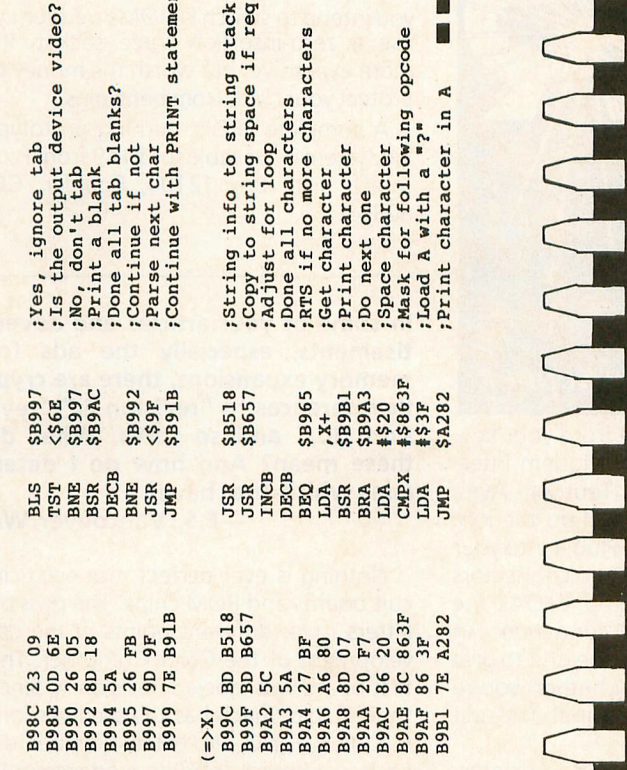 B98C 23 09 BLS $B997 ;Yes, ignore tab
B98E 0D 6E TST <$6E ;Is the output device video?
B990 26 05 BNE $B997 ;No, don't tab
B992 8D 18 BSR $B9AC ;Print a blank
B994 5A DECB ;Done all tab blanks?
B995 26 FB BNE $B992 ;Continue if not
B997 9D 9F JSR <$9F ;Parse next char
B999 7E B91B JMP $B91B ;Continue with PRINT statemen
(=>X)
B99C BD B518 JSR $B518 ;String info to string stack
B99F BD B657 JSR $B657 ;Copy to string space if req
B9A2 5C INCB ;Adjust for loop
B9A3 5A DECB ;Done all characters
B9A4 27 BF BEQ $B965 ;RTS if no more characters
B9A6 A6 80 LDA ,X+ ;Get character
B9A8 8D 07 BSR $B9B1 ;Print character
B9AA 20 F7 BRA $B9A3 ;Do next one
B9AC 86 20 LDA #$20 ;Space character
B9AE 8C 863F CMPX #$863F ;Mask for following opcode
B9AF 86 3F LDA #$3F ;Load A with a "?"
B9B1 7E A282 JMP $A282 ;Print character in A